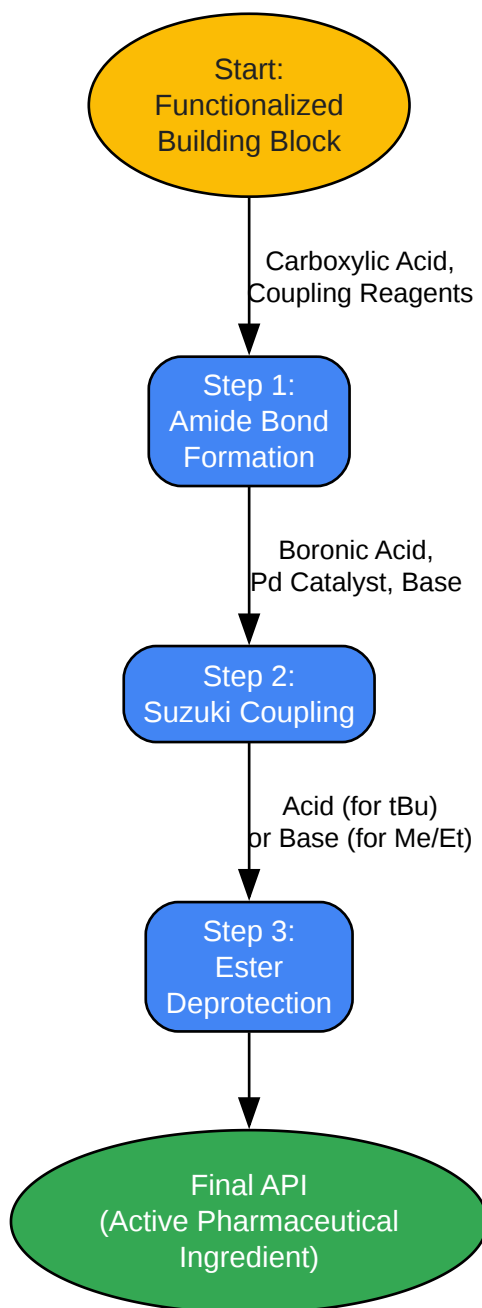 Start:
Functionalized
Building Block
Carboxylic Acid,
Coupling Reagents
Step 1:
Amide Bond
Formation
Boronic Acid,
Pd Catalyst, Base
Step 2:
Suzuki Coupling
Acid (for tBu)
or Base (for Me/Et)
Step 3:
Ester
Deprotection
Final API
(Active Pharmaceutical
Ingredient)